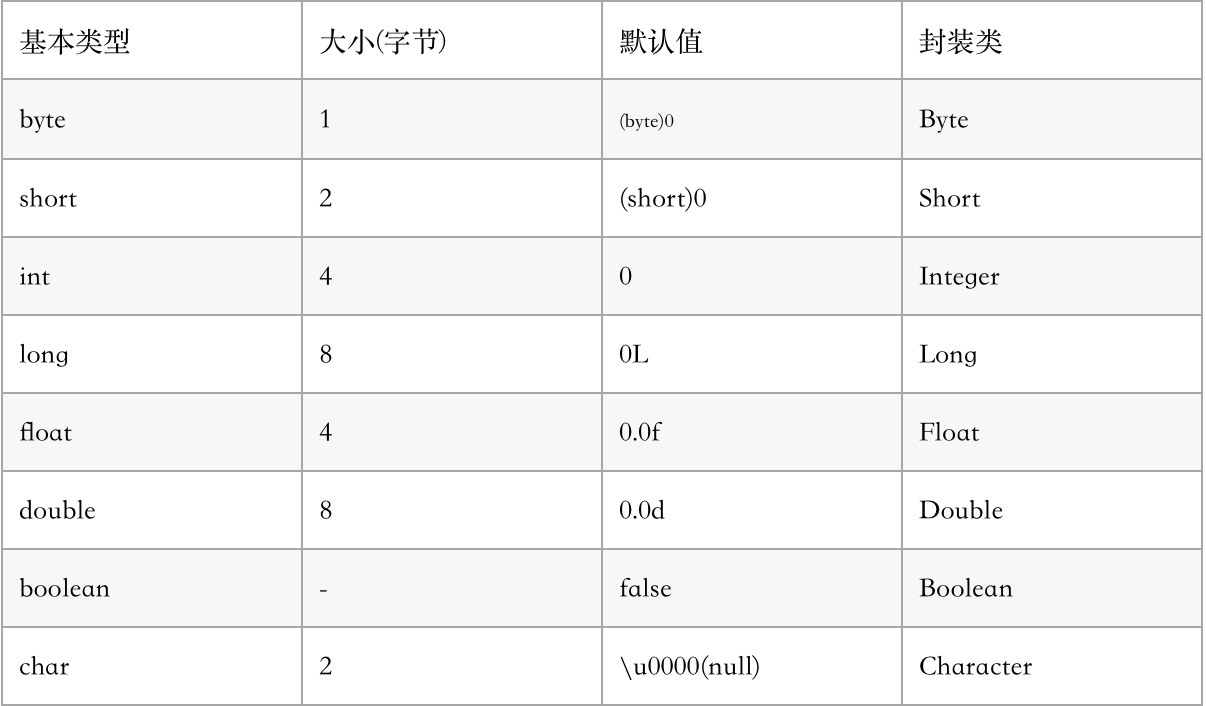 基本类型 大小(字节) 默认值 封装类
byte 1 (byte)0 Byte
short 2 (short)0 Short
int 4 0 Integer
long 8 0L Long
float 4 0.0f Float
double 8 0.0d Double
boolean - false Boolean
char 2 \u0000(null) Character